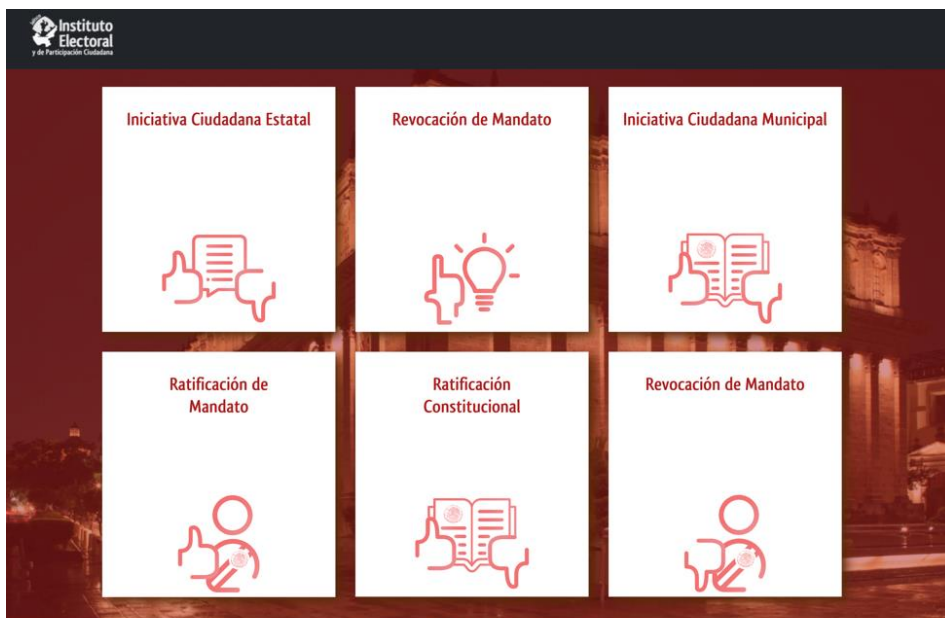 Instituto
Electoral
y de Participación Ciudadana
Iniciativa Ciudadana Estatal
Revocación de Mandato
Iniciativa Ciudadana Municipal
Ratificación de
Mandato
Ratificación
Constitucional
Revocación de Mandato